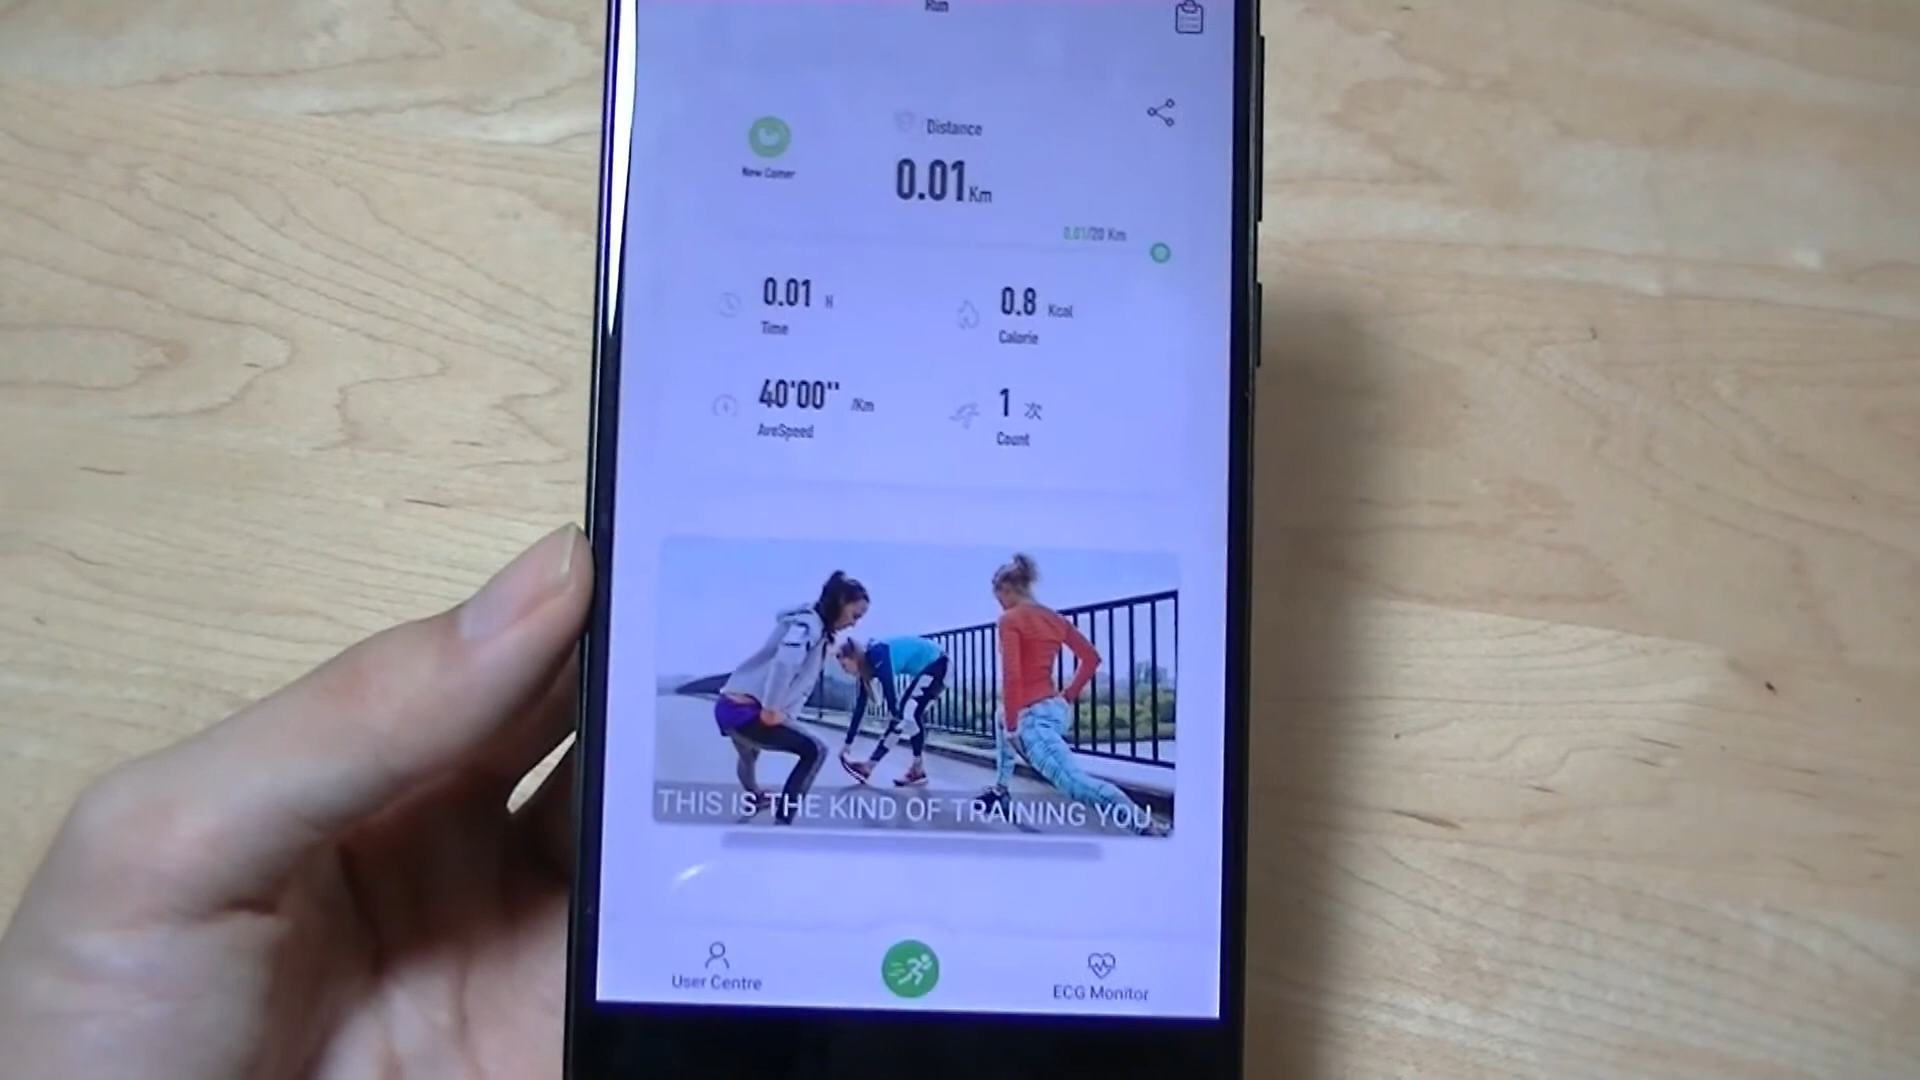 Run
Distance
New Comer
0.01 Km
0.01/20 Km
0.01 H
Time
0.8 Kcal
Calorie
40'00" /Km
AveSpeed
1 次
Count
THIS IS THE KIND OF TRAINING YOU...
User Centre
ECG Monitor